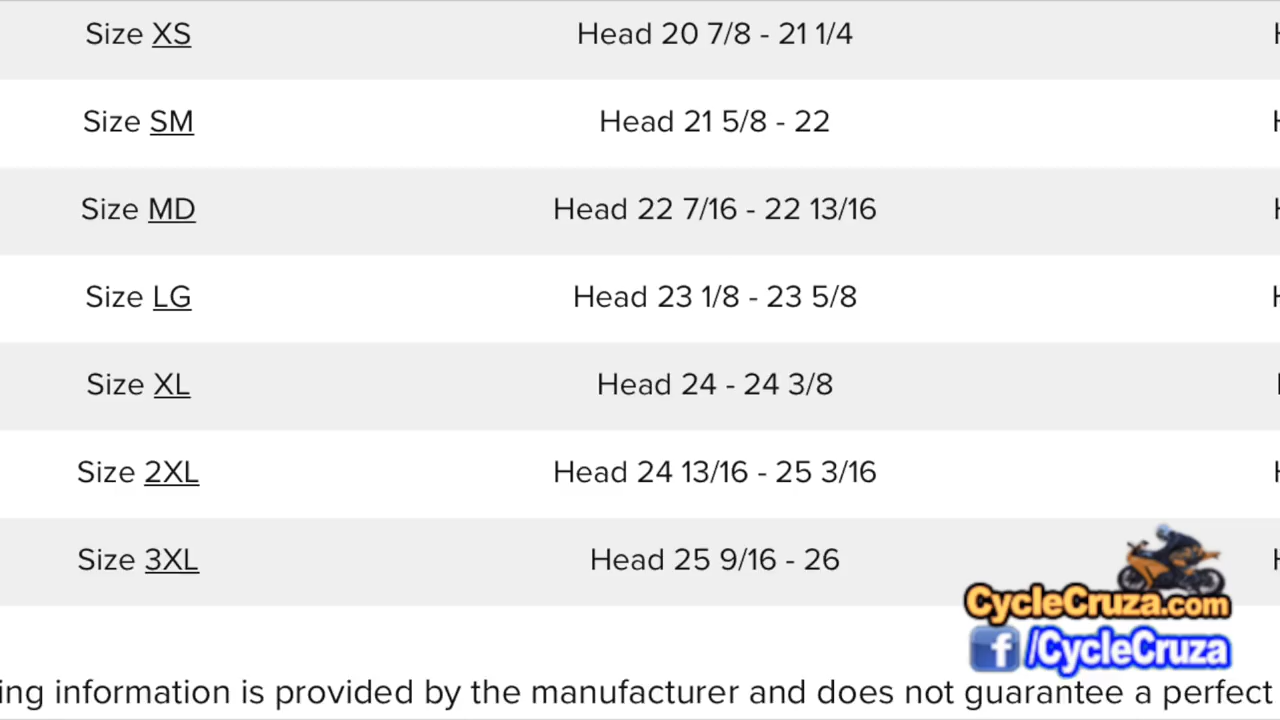 Size XS Head 20 7/8 - 21 1/4
Size SM Head 21 5/8 - 22
Size MD Head 22 7/16 - 22 13/16
Size LG Head 23 1/8 - 23 5/8
Size XL Head 24 - 24 3/8
Size 2XL Head 24 13/16 - 25 3/16
Size 3XL Head 25 9/16 - 26
CycleCruza.com
f /CycleCruza
ing information is provided by the manufacturer and does not guarantee a perfect